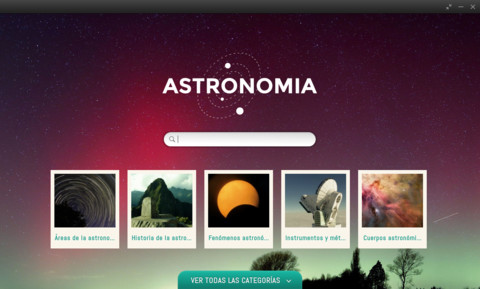 ASTRONOMIA
Áreas de la astrono...
Historia de la astro...
Fenómenos astronó...
Instrumentos y mét...
Cuerpos astronómi...
VER TODAS LAS CATEGORÍAS